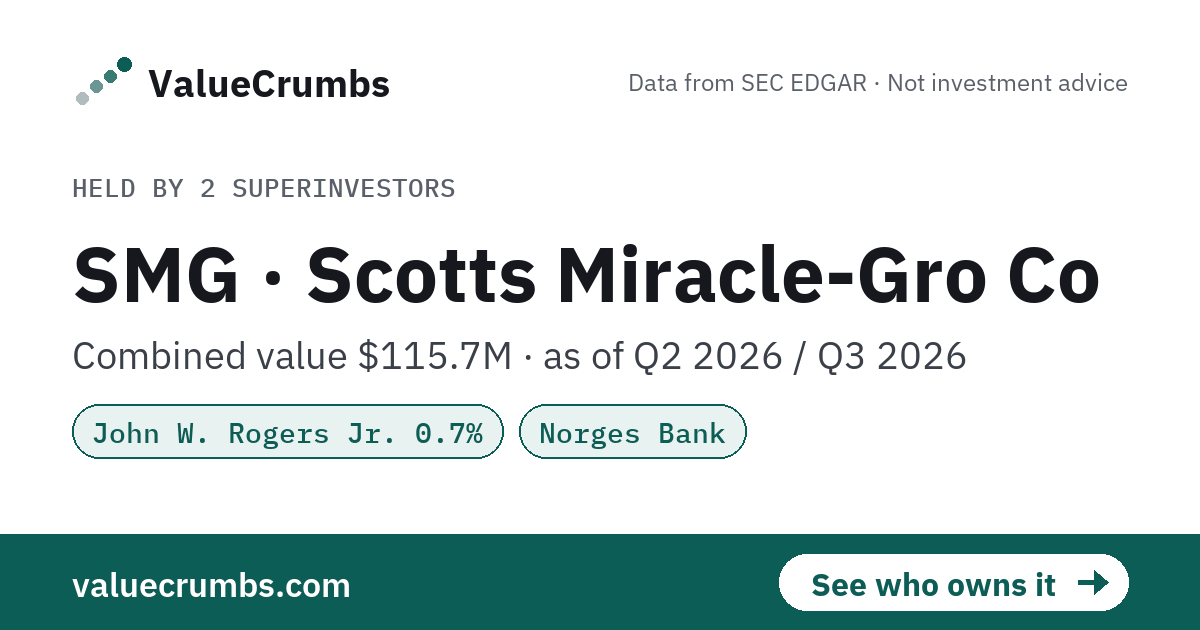 ValueCrumbs
Data from SEC EDGAR · Not investment advice
HELD BY 2 SUPERINVESTORS
SMG · Scotts Miracle-Gro Co
Combined value $115.7M · as of Q2 2026 / Q3 2026
John W. Rogers Jr. 0.7%
Norges Bank
valuecrumbs.com
See who owns it →